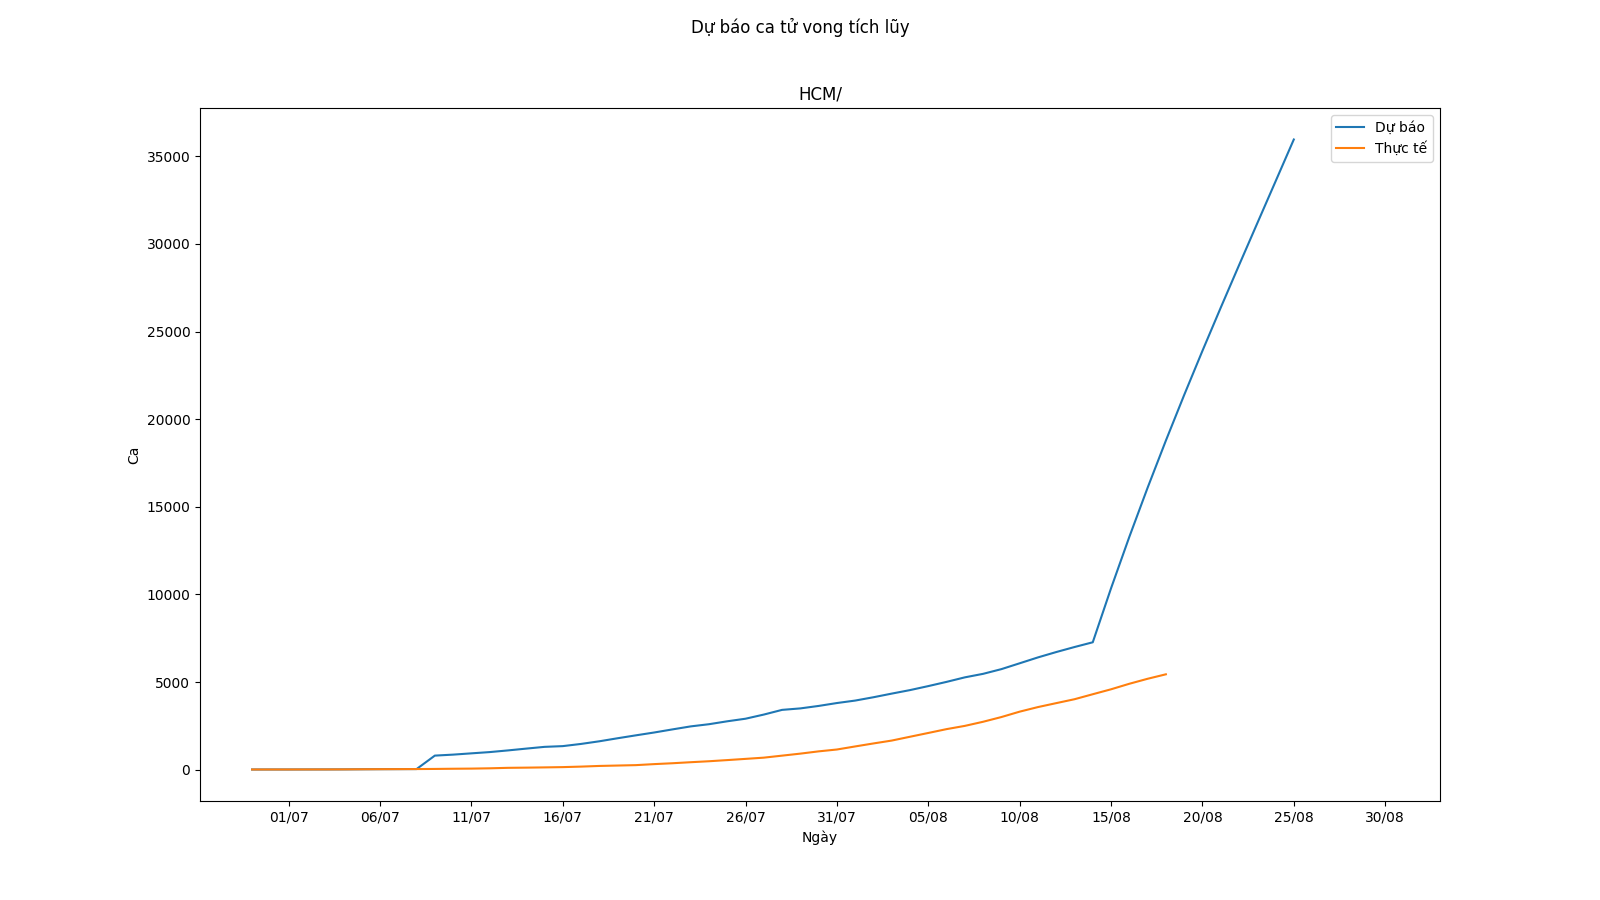 Dự báo ca tử vong tích lũy
HCM/
Dự báo
Thực tế
35000
30000
25000
20000
15000
10000
5000
0
Ca
01/07 06/07 11/07 16/07 21/07 26/07 31/07 05/08 10/08 15/08 20/08 25/08 30/08
Ngày